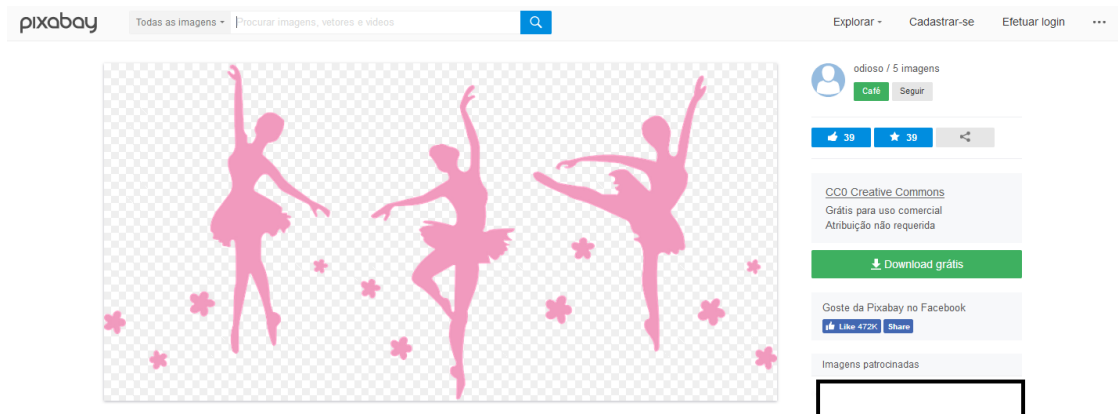 pixabay
Todas as imagens
Procurar imagens, vetores e videos
Explorar
Cadastrar-se
Efetuar login
odioso / 5 imagens
Café
Seguir
39
39
CC0 Creative Commons
Grátis para uso comercial
Atribuição não requerida
Download grátis
Goste da Pixabay no Facebook
Like 472K
Share
Imagens patrocinadas